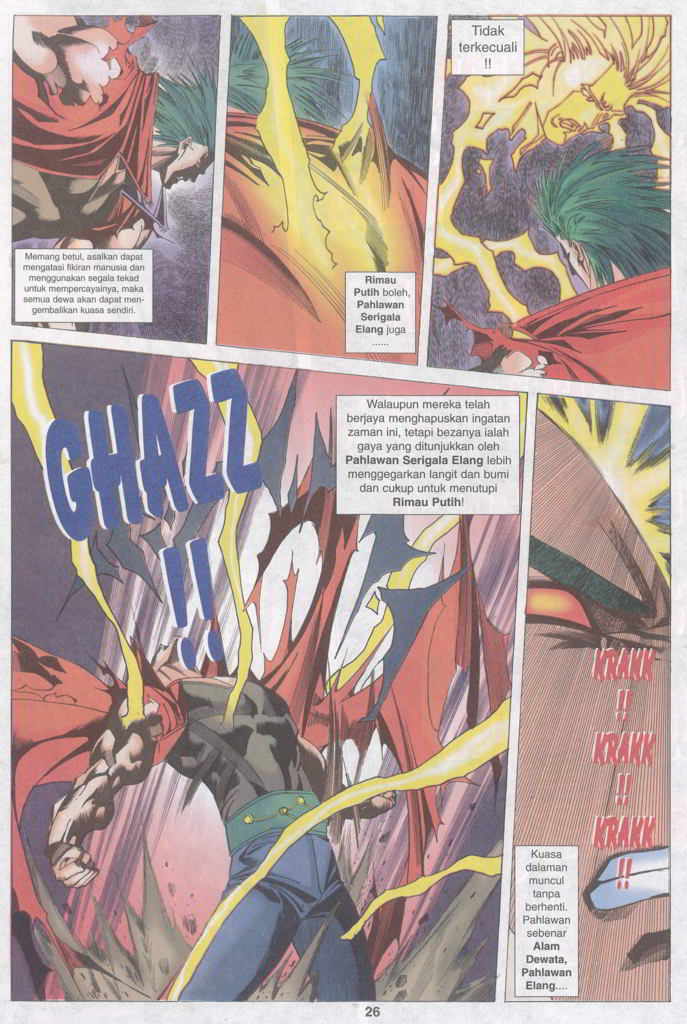 Memang betul, asalkan dapat
mengatasi fikiran manusia dan
menggunakan segala tekad
untuk mempercayainya, maka
semua dewa akan dapat men-
gembalikan kuasa sendiri.
Rimau
Putih boleh,
Pahlawan
Serigala
Elang juga
......
Tidak
terkecuali
!!
GHAZZ
!!
Walaupun mereka telah
berjaya menghapuskan ingatan
zaman ini, tetapi bezanya ialah
gaya yang ditunjukkan oleh
Pahlawan Serigala Elang lebih
menggegarkan langit dan bumi
dan cukup untuk menutupi
Rimau Putih!
KRAKK
!!
KRAKK
!!
KRAKK
!!
Kuasa
dalaman
muncul
tanpa
berhenti.
Pahlawan
sebenar
Alam
Dewata,
Pahlawan
Elang....
26